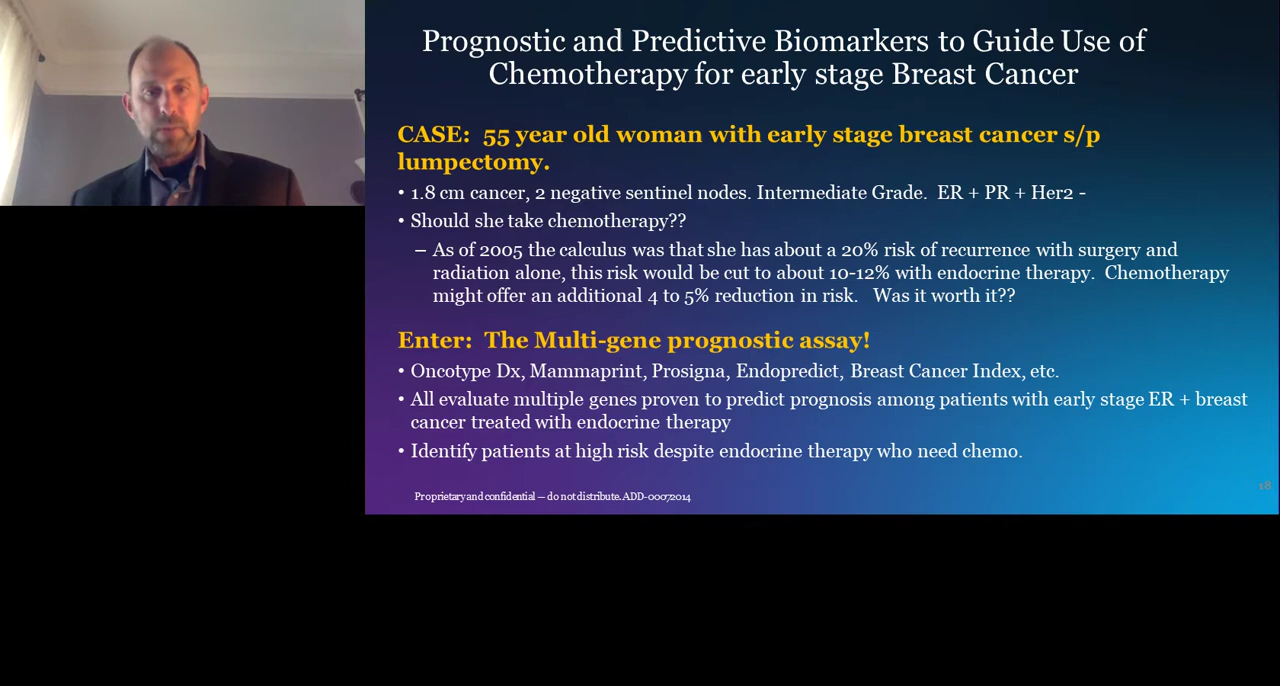 Prognostic and Predictive Biomarkers to Guide Use of
Chemotherapy for early stage Breast Cancer
CASE:  55 year old woman with early stage breast cancer s/p
lumpectomy.
• 1.8 cm cancer, 2 negative sentinel nodes. Intermediate Grade.  ER + PR + Her2 -
• Should she take chemotherapy??
– As of 2005 the calculus was that she has about a 20% risk of recurrence with surgery and
radiation alone, this risk would be cut to about 10-12% with endocrine therapy.  Chemotherapy
might offer an additional 4 to 5% reduction in risk.   Was it worth it??
Enter:  The Multi-gene prognostic assay!
• Oncotype Dx, Mammaprint, Prosigna, Endopredict, Breast Cancer Index, etc.
• All evaluate multiple genes proven to predict prognosis among patients with early stage ER + breast
cancer treated with endocrine therapy
• Identify patients at high risk despite endocrine therapy who need chemo.
18
Proprietary and confidential — do not distribute. ADD-00072014